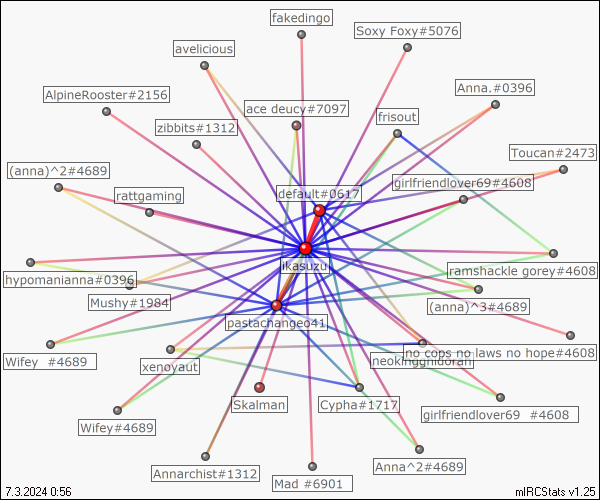 fakedingo
Soxy Foxy#5076
avelicious
AlpineRooster#2156
ace deucy#7097
Anna,#0396
frisout
zibbits#1312
Toucan#2473
(anna)^2#4689
girlfriendlover69#4608
default#0617
rattgaming
ikasuzu
hypomanianna#0396
ramshackle gorey#4608
Mushy#1984
(anna)^3#4689
pastachangeo41
no cops no laws no hope#4608
Wifey #4689
xenoyaut
neokingghidorah
Skalman
Cypha#1717
girlfriendlover69 #4608
Wifey#4689
Annarchist#1312
Anna^2#4689
Mad #6901
7.3.2024 0:56
mIRCStats v1.25